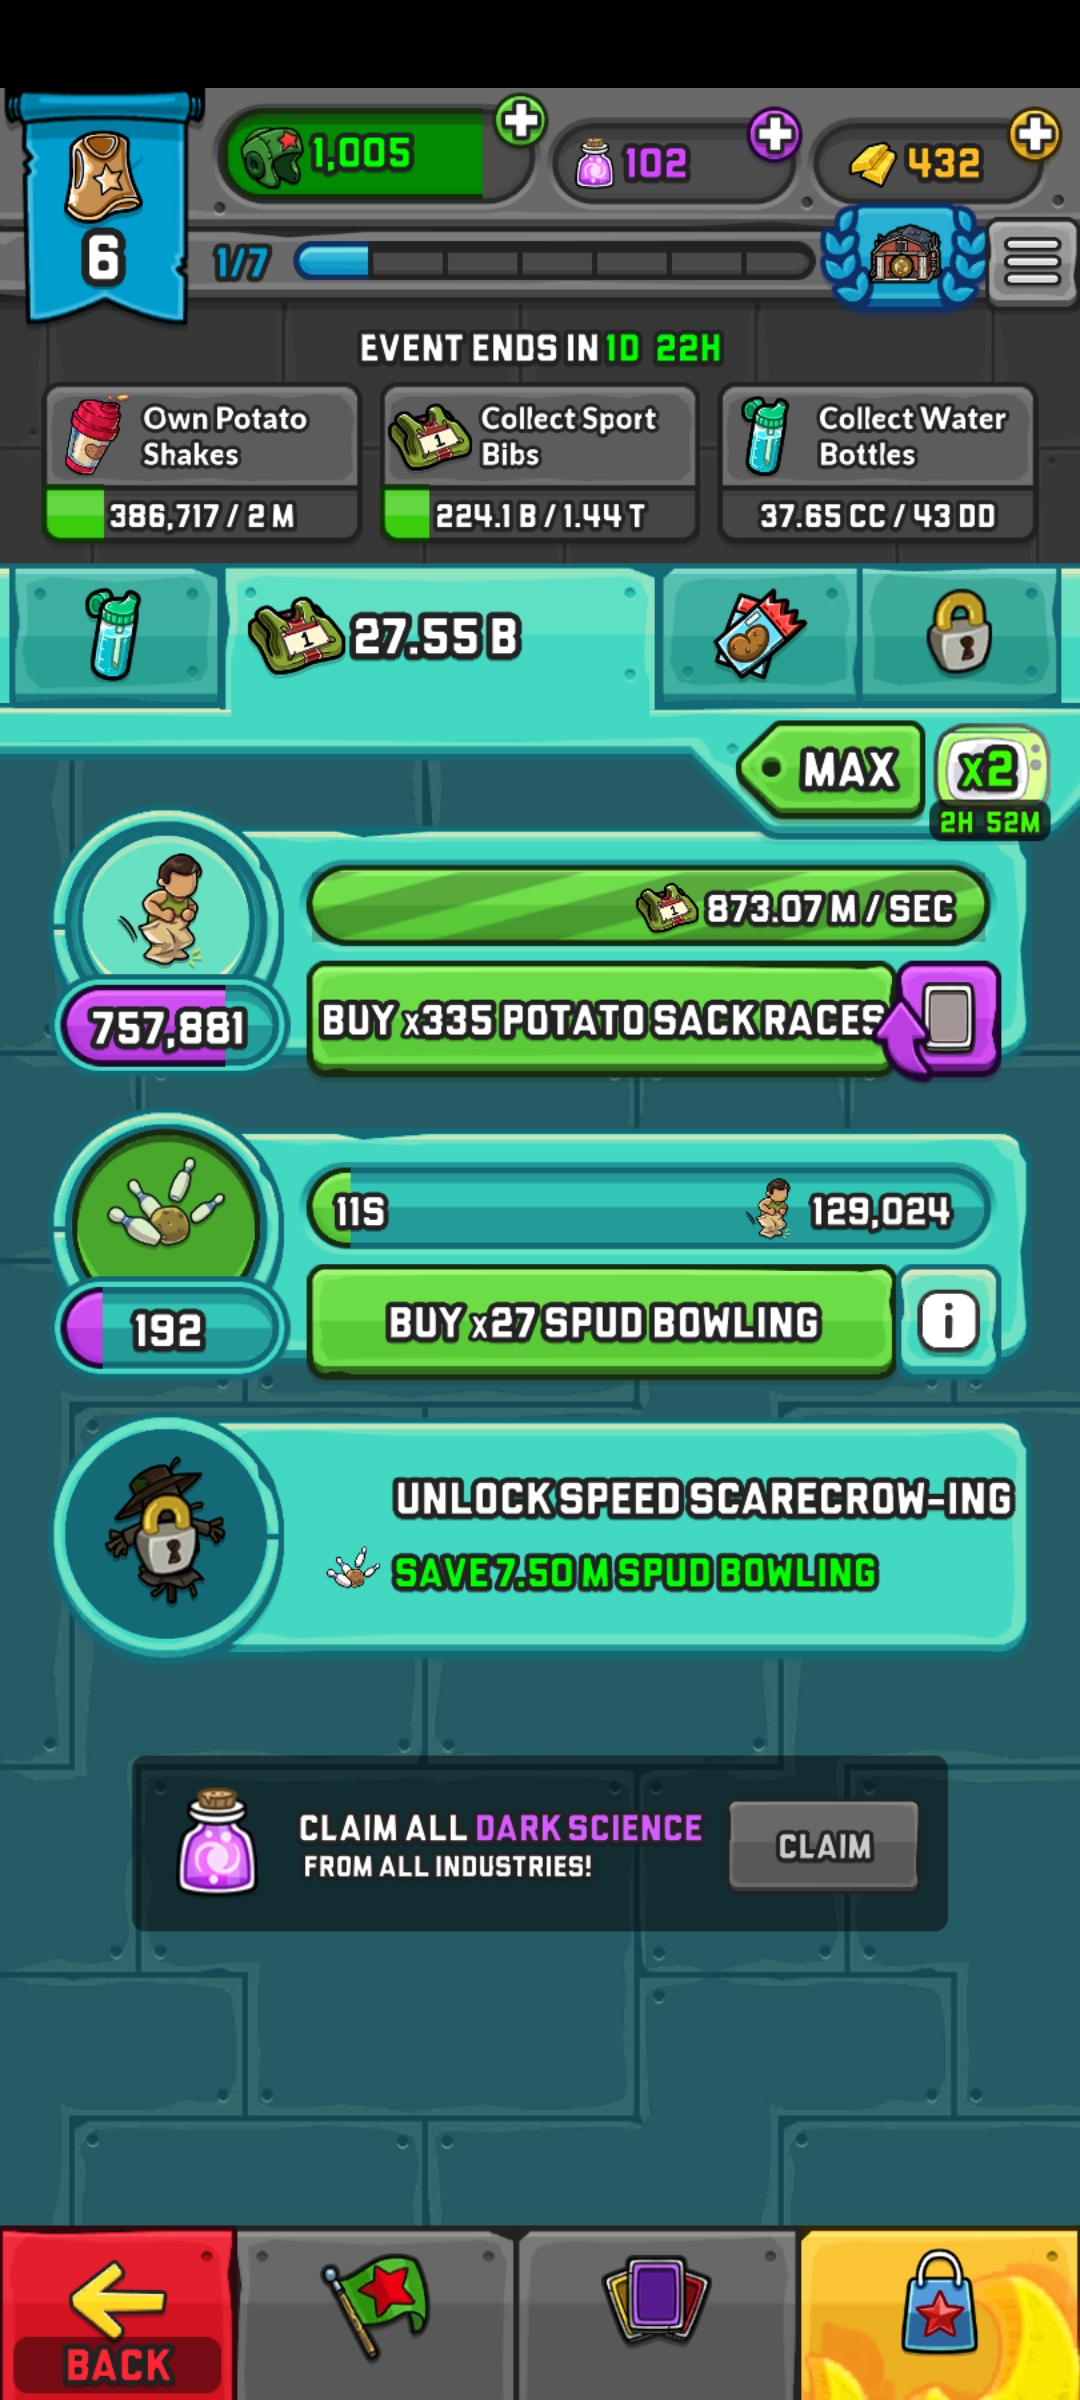 1,005
102
432
6
1/7
EVENT ENDS IN 1D 22H
Own Potato
Shakes
386,717 / 2 M
Collect Sport
Bibs
224.1 B / 1.44 T
Collect Water
Bottles
37.65 CC / 43 DD
1
27.55 B
MAX
x2
2H 52M
1
873.07 M / SEC
757,881
BUY x335 POTATO SACK RACES
11S
129,024
192
BUY x27 SPUD BOWLING
i
UNLOCK SPEED SCARECROW-ING
SAVE 7.50 M SPUD BOWLING
CLAIM ALL DARK SCIENCE
FROM ALL INDUSTRIES!
CLAIM
BACK